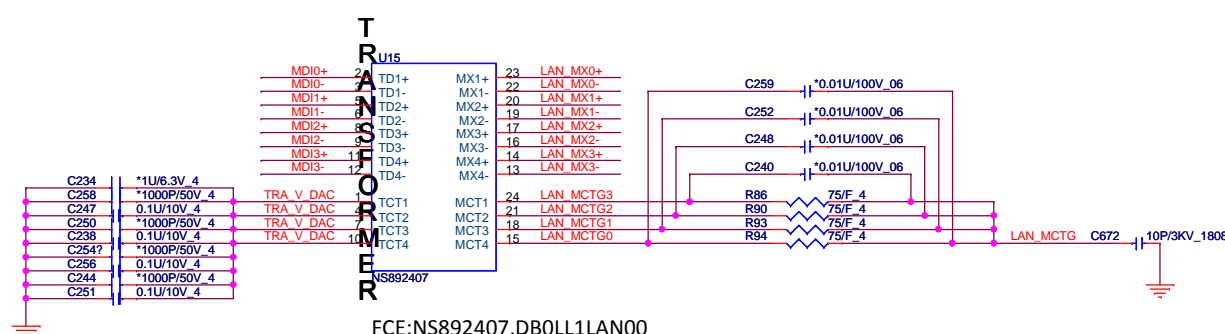 TRANSFORMER
U15
MDI0+ 2 TD1+ MX1+ 23 LAN_MX0+
MDI0- 3 TD1- MX1- 22 LAN_MX0-
MDI1+ 5 TD2+ MX2+ 20 LAN_MX1+
MDI1- 6 TD2- MX2- 19 LAN_MX1-
MDI2+ 8 TD3+ MX3+ 17 LAN_MX2+
MDI2- 9 TD3- MX3- 16 LAN_MX2-
MDI3+ 11 TD4+ MX4+ 14 LAN_MX3+
MDI3- 12 TD4- MX4- 13 LAN_MX3-
TRA_V_DAC 1 TCT1 MCT1 24 LAN_MCTG3
TRA_V_DAC 4 TCT2 MCT2 21 LAN_MCTG2
TRA_V_DAC 7 TCT3 MCT3 18 LAN_MCTG1
TRA_V_DAC 10 TCT4 MCT4 15 LAN_MCTG0
NS892407
C234 *1U/6.3V_4
C258 *1000P/50V_4
C247 0.1U/10V_4
C250 *1000P/50V_4
C238 0.1U/10V_4
C254? *1000P/50V_4
C256 0.1U/10V_4
C244 *1000P/50V_4
C251 0.1U/10V_4
C259 *0.01U/100V_06
C252 *0.01U/100V_06
C248 *0.01U/100V_06
C240 *0.01U/100V_06
R86 75/F_4
R90 75/F_4
R93 75/F_4
R94 75/F_4
LAN_MCTG C672 10P/3KV_1808
FCE:NS892407,DB0LL1LAN00